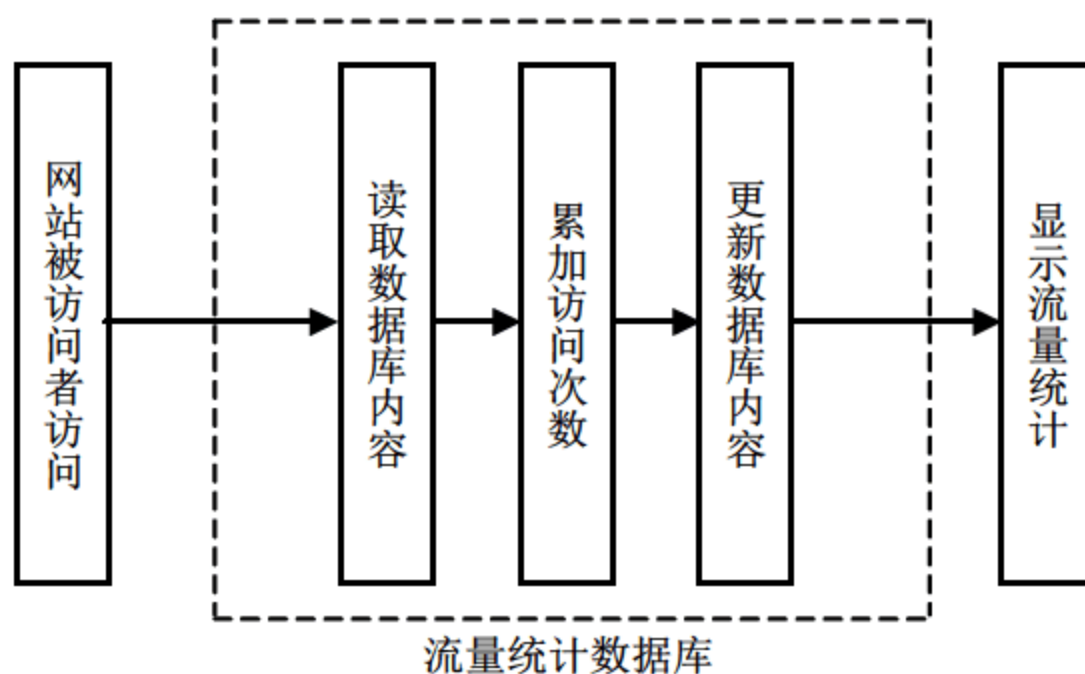 网站被访问者访问
读取数据库内容
累加访问次数
更新数据库内容
显示流量统计
流量统计数据库